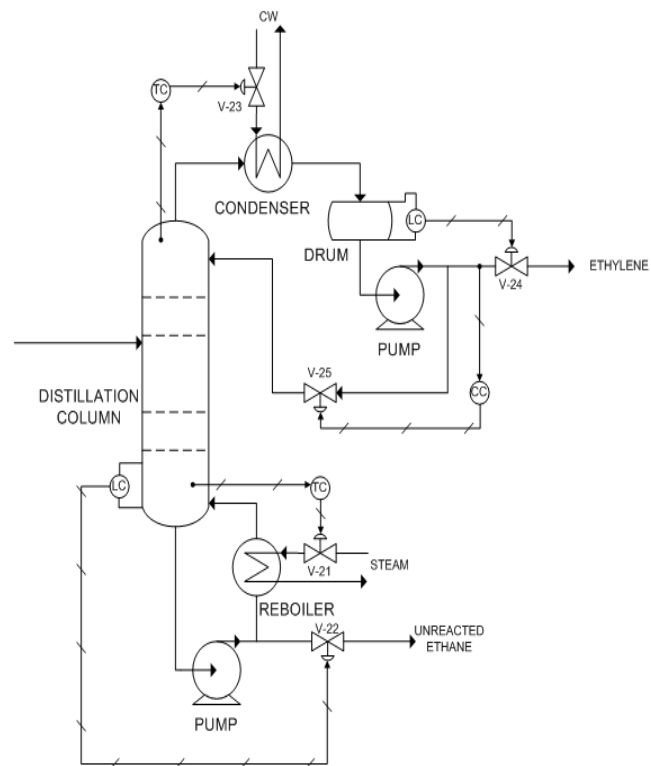 CW
TC
V-23
CONDENSER
LC
DRUM
V-24
ETHYLENE
PUMP
V-25
DISTILLATION
COLUMN
CC
LC
TC
V-21
STEAM
REBOILER
V-22
UNREACTED
ETHANE
PUMP